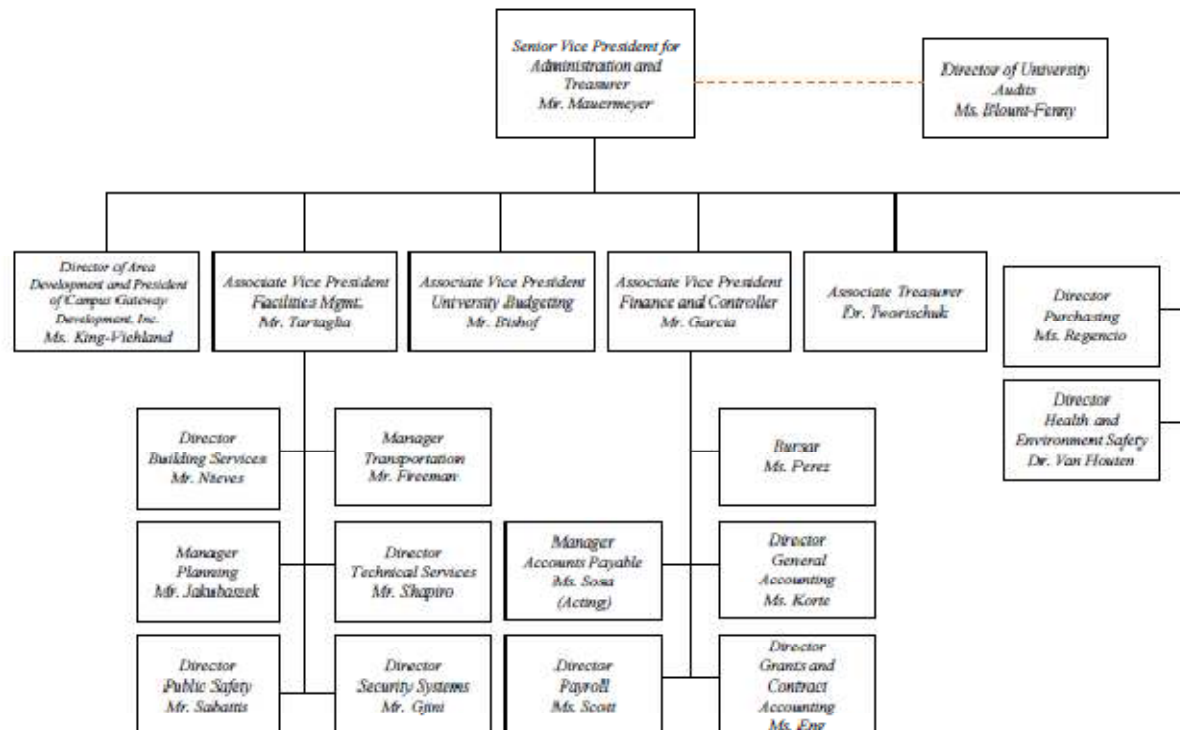 Senior Vice President for
Administration and
Treasurer
Mr. Mauermeyer
Director of University
Audits
Ms. Blount-Fenny
Director of Area
Development and President
of Campus Gateway
Development, Inc.
Ms. King-Viehland
Associate Vice President
Facilities Mgmt.
Mr. Tartaglia
Associate Vice President
University Budgeting
Mr. Bishof
Associate Vice President
Finance and Controller
Mr. Garcia
Associate Treasurer
Dr. Tworischuk
Director
Purchasing
Ms. Regencio
Director
Health and
Environment Safety
Dr. Van Houten
Director
Building Services
Mr. Nieves
Manager
Transportation
Mr. Fireeman
Bursar
Ms. Perez
Manager
Planning
Mr. Jakubaszek
Director
Technical Services
Mr. Shapiro
Manager
Accounts Payable
Ms. Sosa
(Acting)
Director
General
Accounting
Ms. Korte
Director
Public Safety
Mr. Sabattis
Director
Security Systems
Mr. Gjini
Director
Payroll
Ms. Scott
Director
Grants and
Contract
Accounting
Ms. Eng